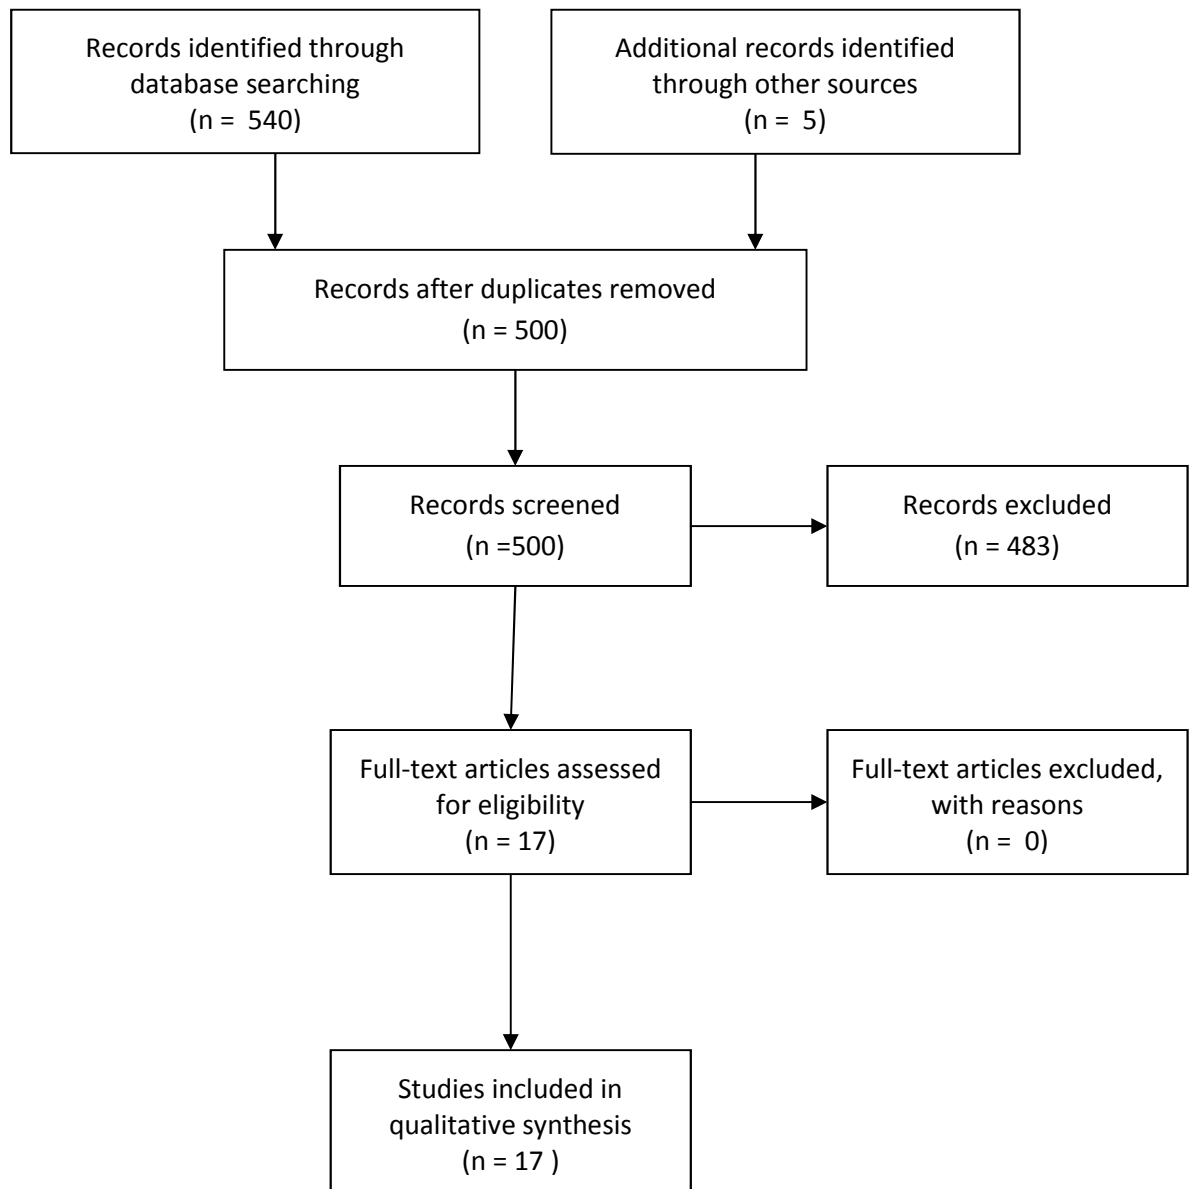 Records identified through
database searching
(n =  540)
Additional records identified
through other sources
(n =  5)
Records after duplicates removed
(n = 500)
Records screened
(n =500)
Records excluded
(n = 483)
Full-text articles assessed
for eligibility
(n = 17)
Full-text articles excluded,
with reasons
(n =  0)
Studies included in
qualitative synthesis
(n = 17 )